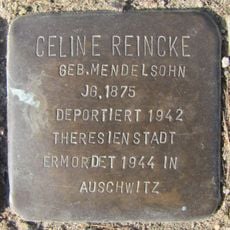 CELINE REINCKE
GEB. MENDELSOHN
JG. 1875
DEPORTIERT 1942
THERESIENSTADT
ERMORDET 1944 IN
AUSCHWITZ